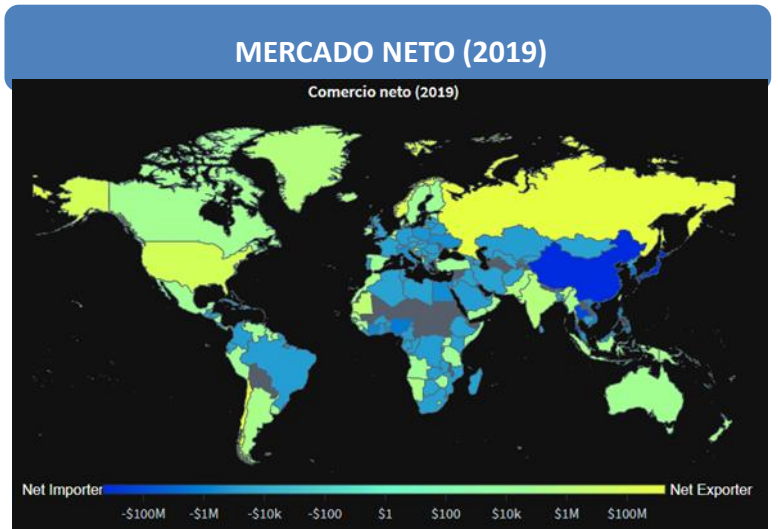 MERCADO NETO (2019)
Comercio neto (2019)
Net Importer
Net Exporter
-$100M -$1M -$10k -$100 $1 $100 $10k $1M $100M